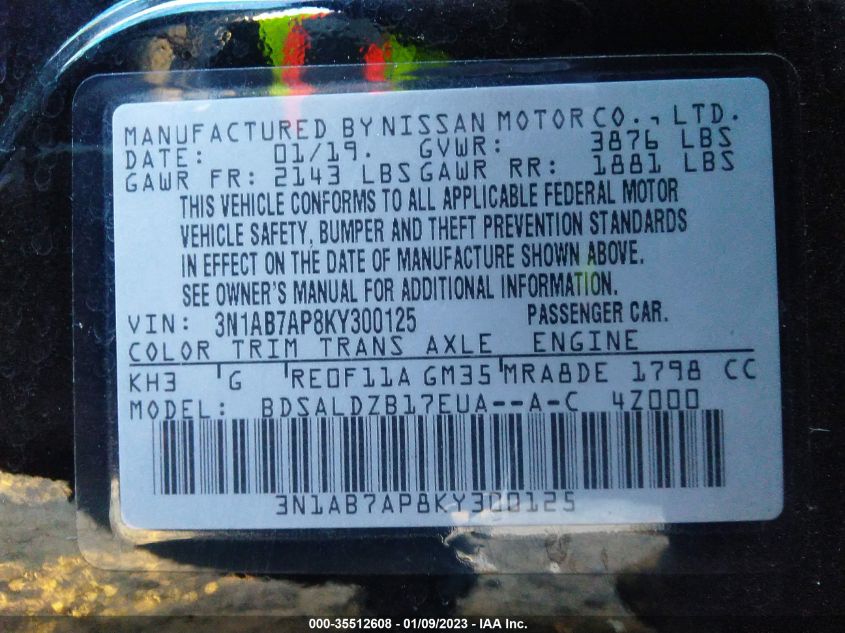 MANUFACTURED BY NISSAN MOTOR CO., LTD.
DATE: 01/19. GVWR: 3876 LBS
GAWR FR: 2143 LBS GAWR RR: 1881 LBS
THIS VEHICLE CONFORMS TO ALL APPLICABLE FEDERAL MOTOR
VEHICLE SAFETY, BUMPER AND THEFT PREVENTION STANDARDS
IN EFFECT ON THE DATE OF MANUFACTURE SHOWN ABOVE.
SEE OWNER'S MANUAL FOR ADDITIONAL INFORMATION.
VIN: 3N1AB7AP8KY300125 PASSENGER CAR.
COLOR TRIM TRANS AXLE ENGINE
KH3 G RE0F11A GM35 MRA8DE 1798 CC
MODEL: BDSALDZB17EUA--A-C 4Z000
3N1AB7AP8KY300125
000-35512608 - 01/09/2023 - IAA Inc.